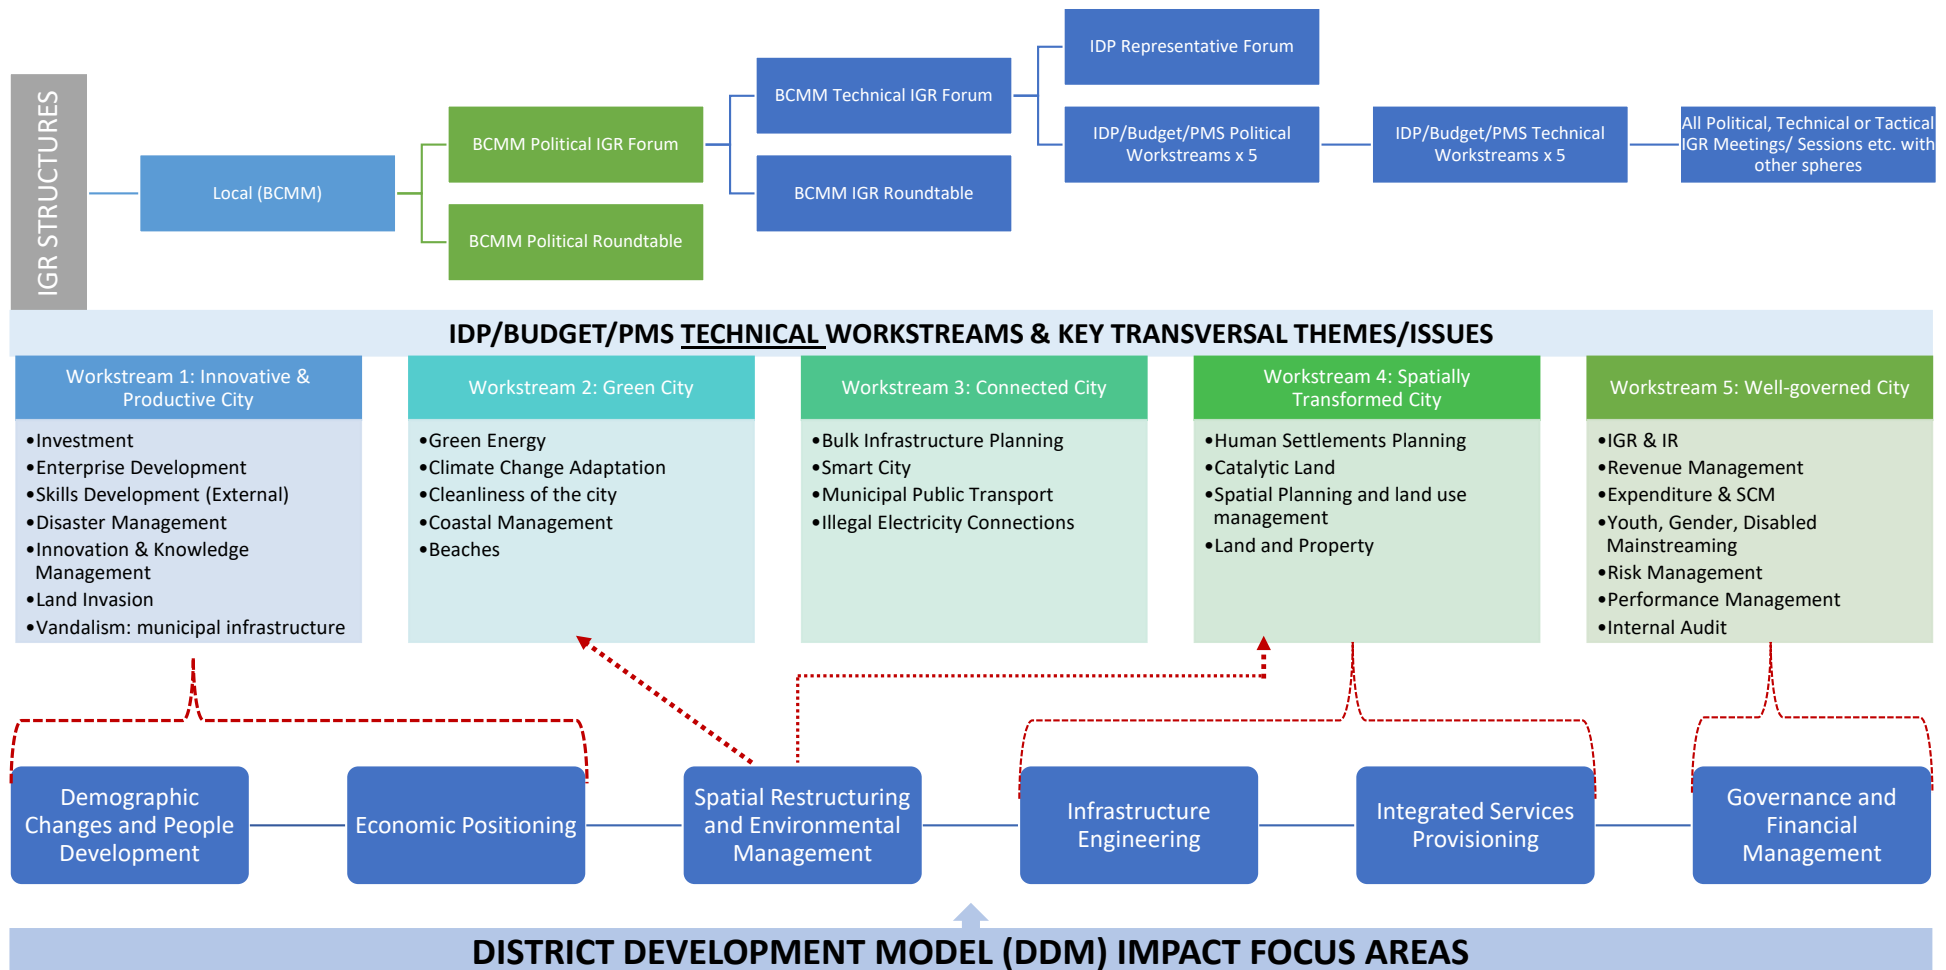 IGR STRUCTURES
Local (BCMM)
BCMM Political IGR Forum
BCMM Political Roundtable
BCMM Technical IGR Forum
BCMM IGR Roundtable
IDP Representative Forum
IDP/Budget/PMS Political
Workstreams x 5
IDP/Budget/PMS Technical
Workstreams x 5
All Political, Technical or Tactical
IGR Meetings/ Sessions etc. with
other spheres
IDP/BUDGET/PMS TECHNICAL WORKSTREAMS & KEY TRANSVERSAL THEMES/ISSUES
Workstream 1: Innovative &
Productive City
•Investment
•Enterprise Development
•Skills Development (External)
•Disaster Management
•Innovation & Knowledge
Management
•Land Invasion
•Vandalism: municipal infrastructure
Workstream 2: Green City
•Green Energy
•Climate Change Adaptation
•Cleanliness of the city
•Coastal Management
•Beaches
Workstream 3: Connected City
•Bulk Infrastructure Planning
•Smart City
•Municipal Public Transport
•Illegal Electricity Connections
Workstream 4: Spatially
Transformed City
•Human Settlements Planning
•Catalytic Land
•Spatial Planning and land use
management
•Land and Property
Workstream 5: Well-governed City
•IGR & IR
•Revenue Management
•Expenditure & SCM
•Youth, Gender, Disabled
Mainstreaming
•Risk Management
•Performance Management
•Internal Audit
Demographic
Changes and People
Development
Economic Positioning
Spatial Restructuring
and Environmental
Management
Infrastructure
Engineering
Integrated Services
Provisioning
Governance and
Financial
Management
DISTRICT DEVELOPMENT MODEL (DDM) IMPACT FOCUS AREAS